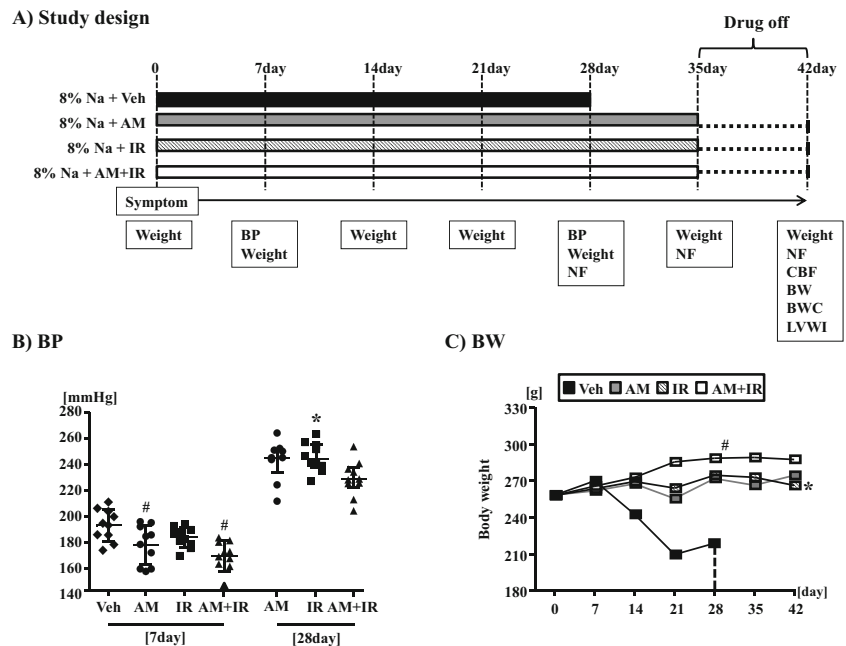 A) Study design
Drug off
0 7day 14day 21day 28day 35day 42day
8% Na + Veh
8% Na + AM
8% Na + IR
8% Na + AM+IR
Symptom
Weight
BP
Weight
Weight
Weight
BP
Weight
NF
Weight
NF
Weight
NF
CBF
BW
BWC
LVWI
B) BP
[mmHg]
280
260
240
220
200
180
160
140
# # *
Veh AM IR AM+IR AM IR AM+IR
[7day] [28day]
C) BW
Veh AM IR AM+IR
[g]
330
300
270
240
210
180
Body weight
#
*
0 7 14 21 28 35 42 [day]